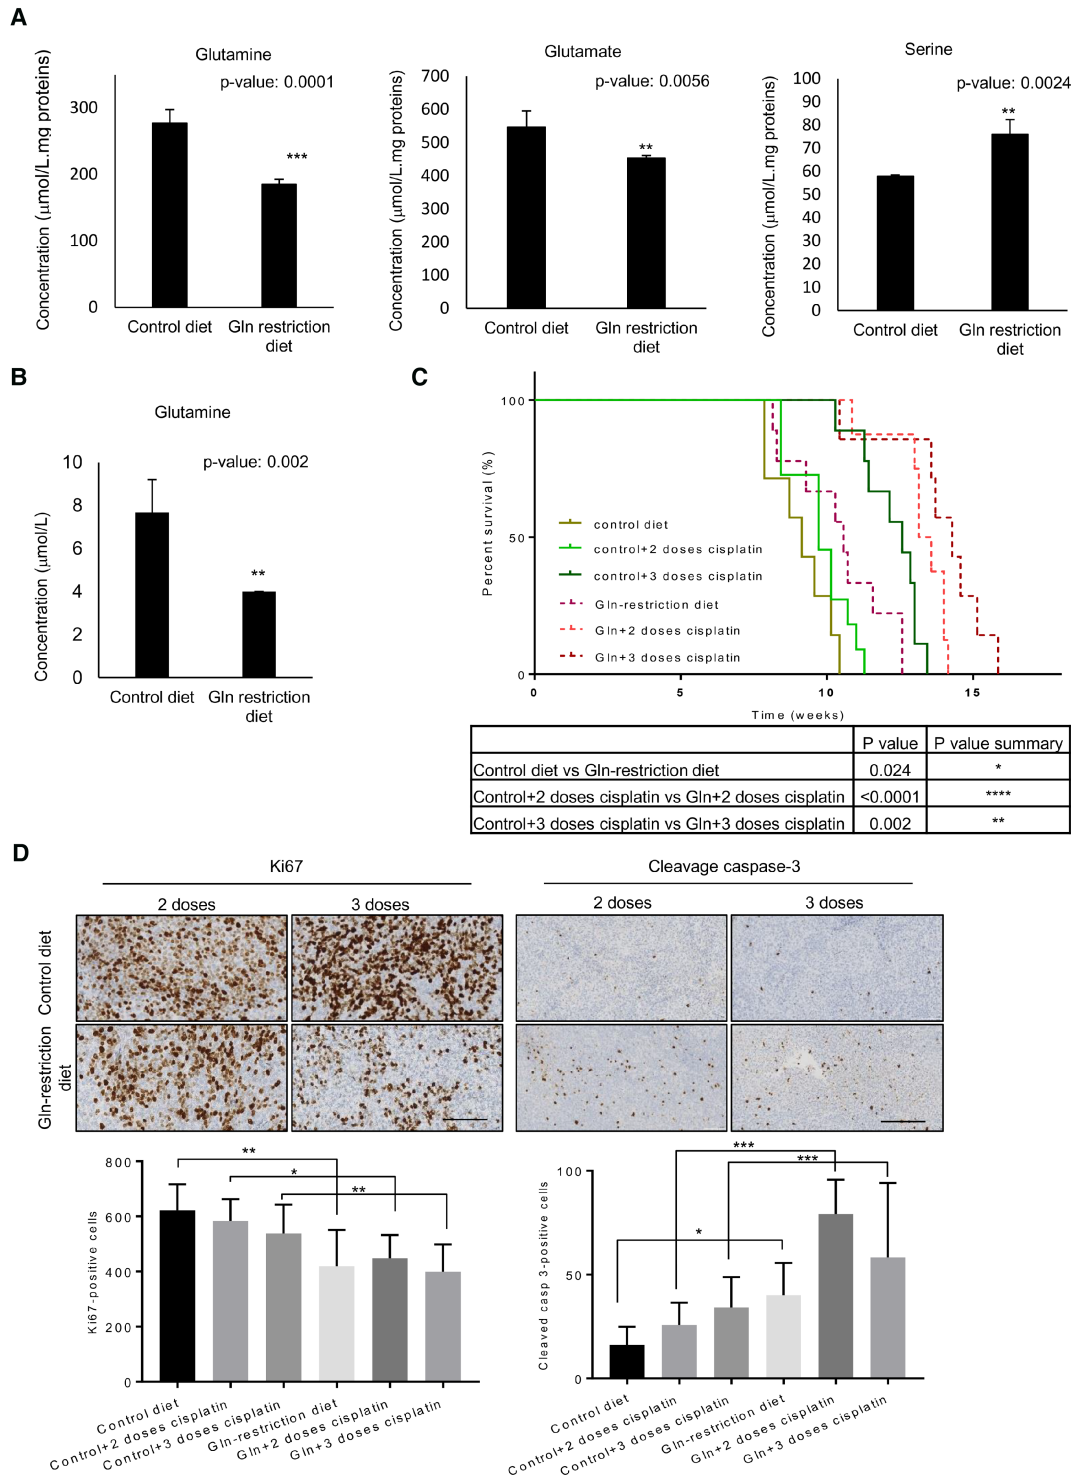 A
Glutamine
p-value: 0.0001
Concentration (µmol/L.mg proteins)
300
200
100
0
***
Control diet
Gln restriction
diet
Glutamate
p-value: 0.0056
Concentration (µmol/L.mg proteins)
700
600
500
400
300
200
100
0
**
Control diet
Gln restriction
diet
Serine
p-value: 0.0024
Concentration (µmol/L.mg proteins)
100
90
80
70
60
50
40
30
20
10
0
**
Control diet
Gln restriction
diet
B
Glutamine
p-value: 0.002
Concentration (µmol/L)
10
8
6
4
2
0
**
Control diet
Gln restriction
diet
C
Percent survival (%)
100
50
0
control diet
control+2 doses cisplatin
control+3 doses cisplatin
Gln-restriction diet
Gln+2 doses cisplatin
Gln+3 doses cisplatin
0 5 10 15
Time (weeks)
P value P value summary
Control diet vs Gln-restriction diet 0.024 *
Control+2 doses cisplatin vs Gln+2 doses cisplatin <0.0001 ****
Control+3 doses cisplatin vs Gln+3 doses cisplatin 0.002 **
D
Ki67
2 doses 3 doses
Cleavage caspase-3
2 doses 3 doses
Control diet
Gln-restriction
diet
Ki67-positive cells
800
600
400
200
0
**
*
**
Control diet
Control+2 doses cisplatin
Control+3 doses cisplatin
Gln-restriction diet
Gln+2 doses cisplatin
Gln+3 doses cisplatin
Cleaved casp 3-positive cells
100
50
0
***
***
*
Control diet
Control+2 doses cisplatin
Control+3 doses cisplatin
Gln-restriction diet
Gln+2 doses cisplatin
Gln+3 doses cisplatin